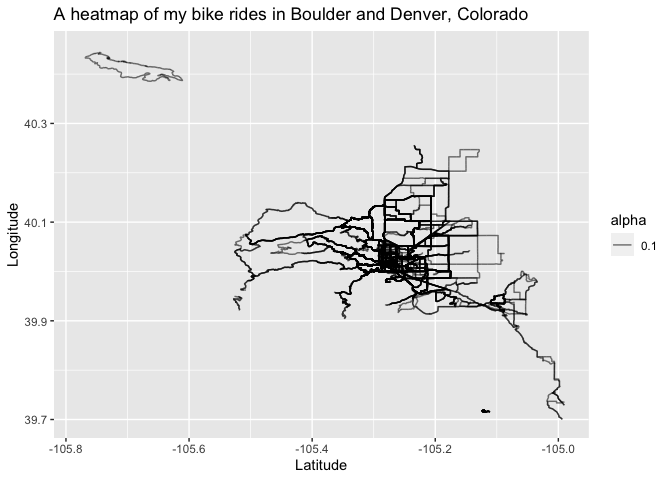 A heatmap of my bike rides in Boulder and Denver, Colorado
40.3
40.1
39.9
39.7
Longitude
-105.8
-105.6
-105.4
-105.2
-105.0
Latitude
alpha
0.1